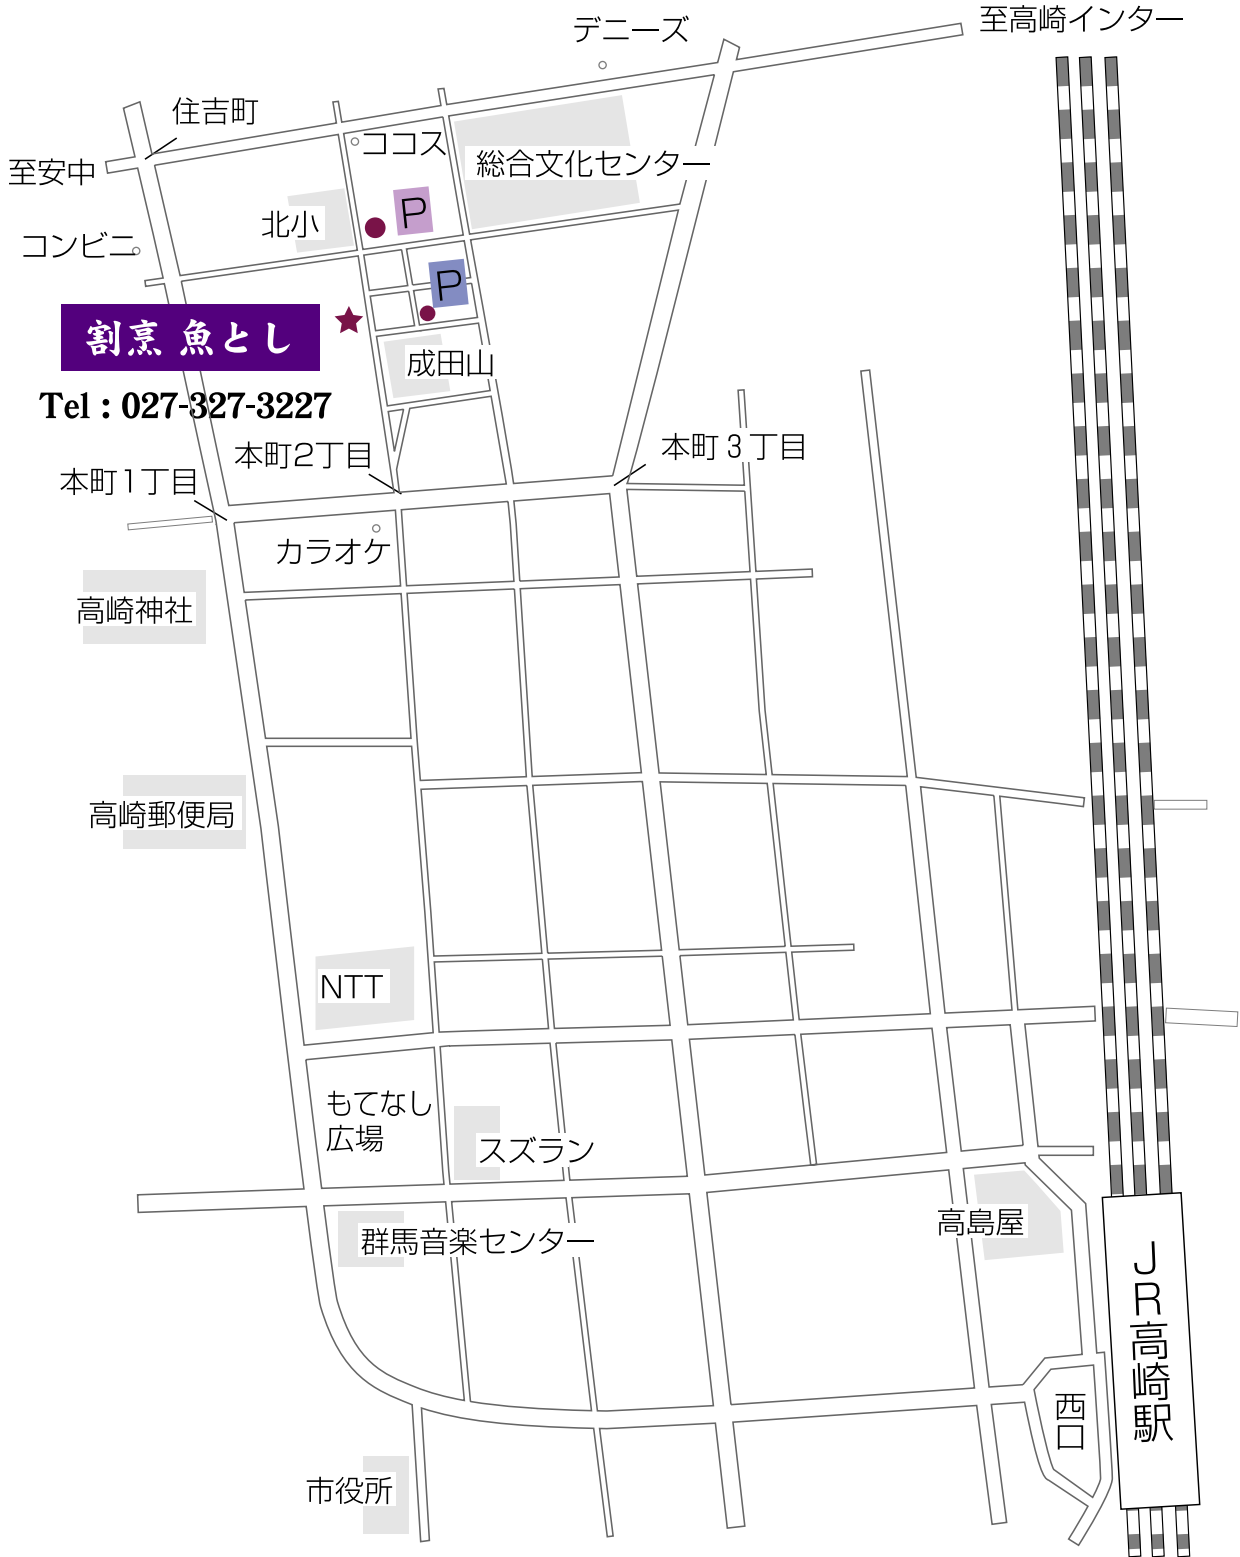 至高崎インター
デニーズ
住吉町
ココス
総合文化センター
至安中
P
北小
コンビニ
P
割烹 魚とし
成田山
Tel : 027-327-3227
本町2丁目
本町3丁目
本町1丁目
カラオケ
高崎神社
高崎郵便局
NTT
もてなし
広場
スズラン
高島屋
群馬音楽センター
JR高崎駅
西口
市役所